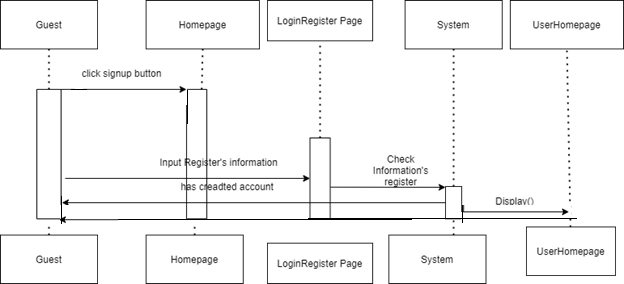 Guest
Homepage
LoginRegister Page
System
UserHomepage
click signup button
Input Register's information
Check
Information's
register
has creadted account
Display()
Guest
Homepage
LoginRegister Page
System
UserHomepage